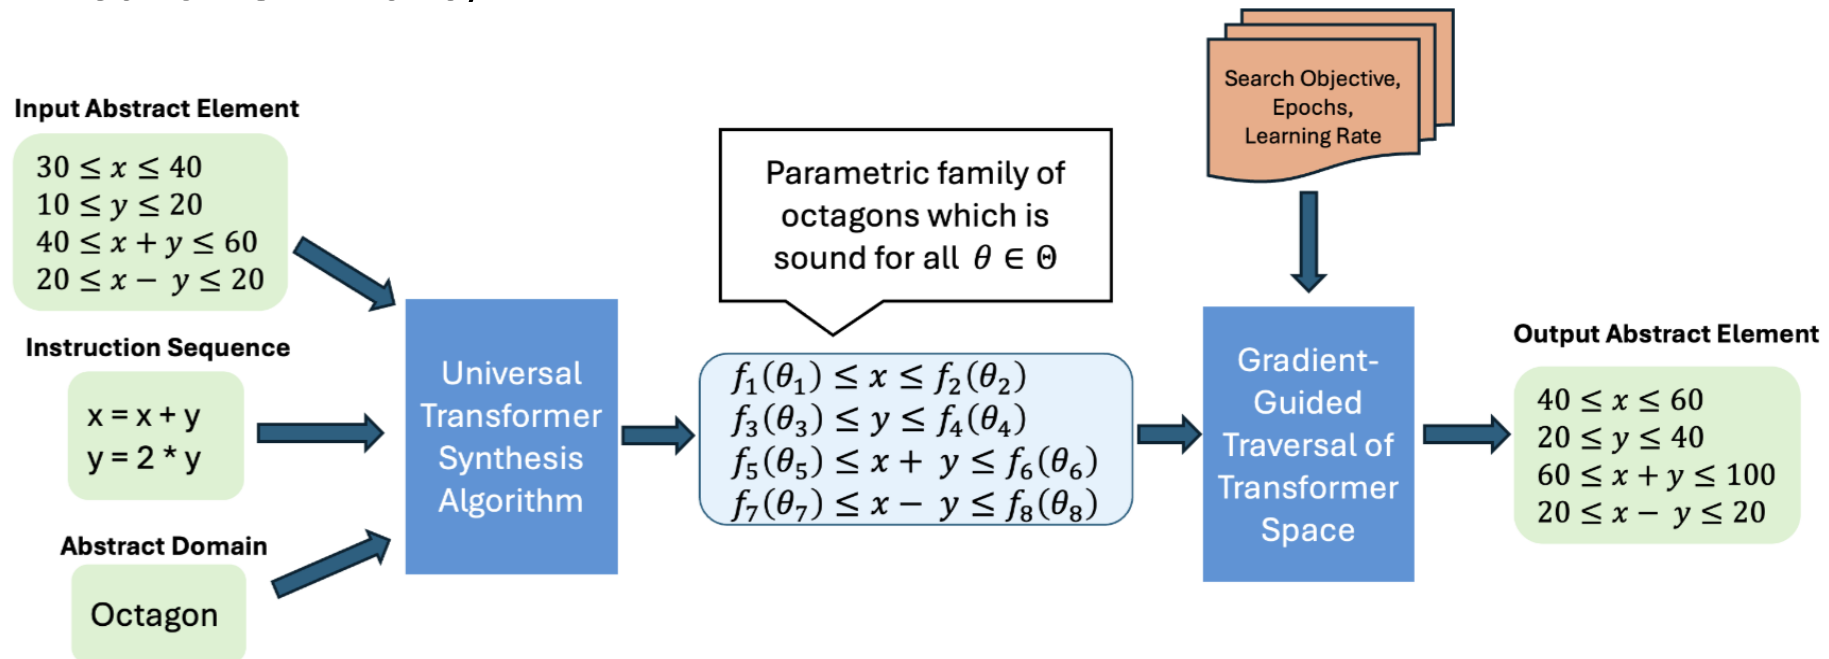 Input Abstract Element
30 ≤ x ≤ 40
10 ≤ y ≤ 20
40 ≤ x + y ≤ 60
20 ≤ x − y ≤ 20
Instruction Sequence
x = x + y
y = 2 * y
Abstract Domain
Octagon
Universal
Transformer
Synthesis
Algorithm
Parametric family of
octagons which is
sound for all θ ∈ Θ
f₁(θ₁) ≤ x ≤ f₂(θ₂)
f₃(θ₃) ≤ y ≤ f₄(θ₄)
f₅(θ₅) ≤ x + y ≤ f₆(θ₆)
f₇(θ₇) ≤ x − y ≤ f₈(θ₈)
Search Objective,
Epochs,
Learning Rate
Gradient-
Guided
Traversal of
Transformer
Space
Output Abstract Element
40 ≤ x ≤ 60
20 ≤ y ≤ 40
60 ≤ x + y ≤ 100
20 ≤ x − y ≤ 20